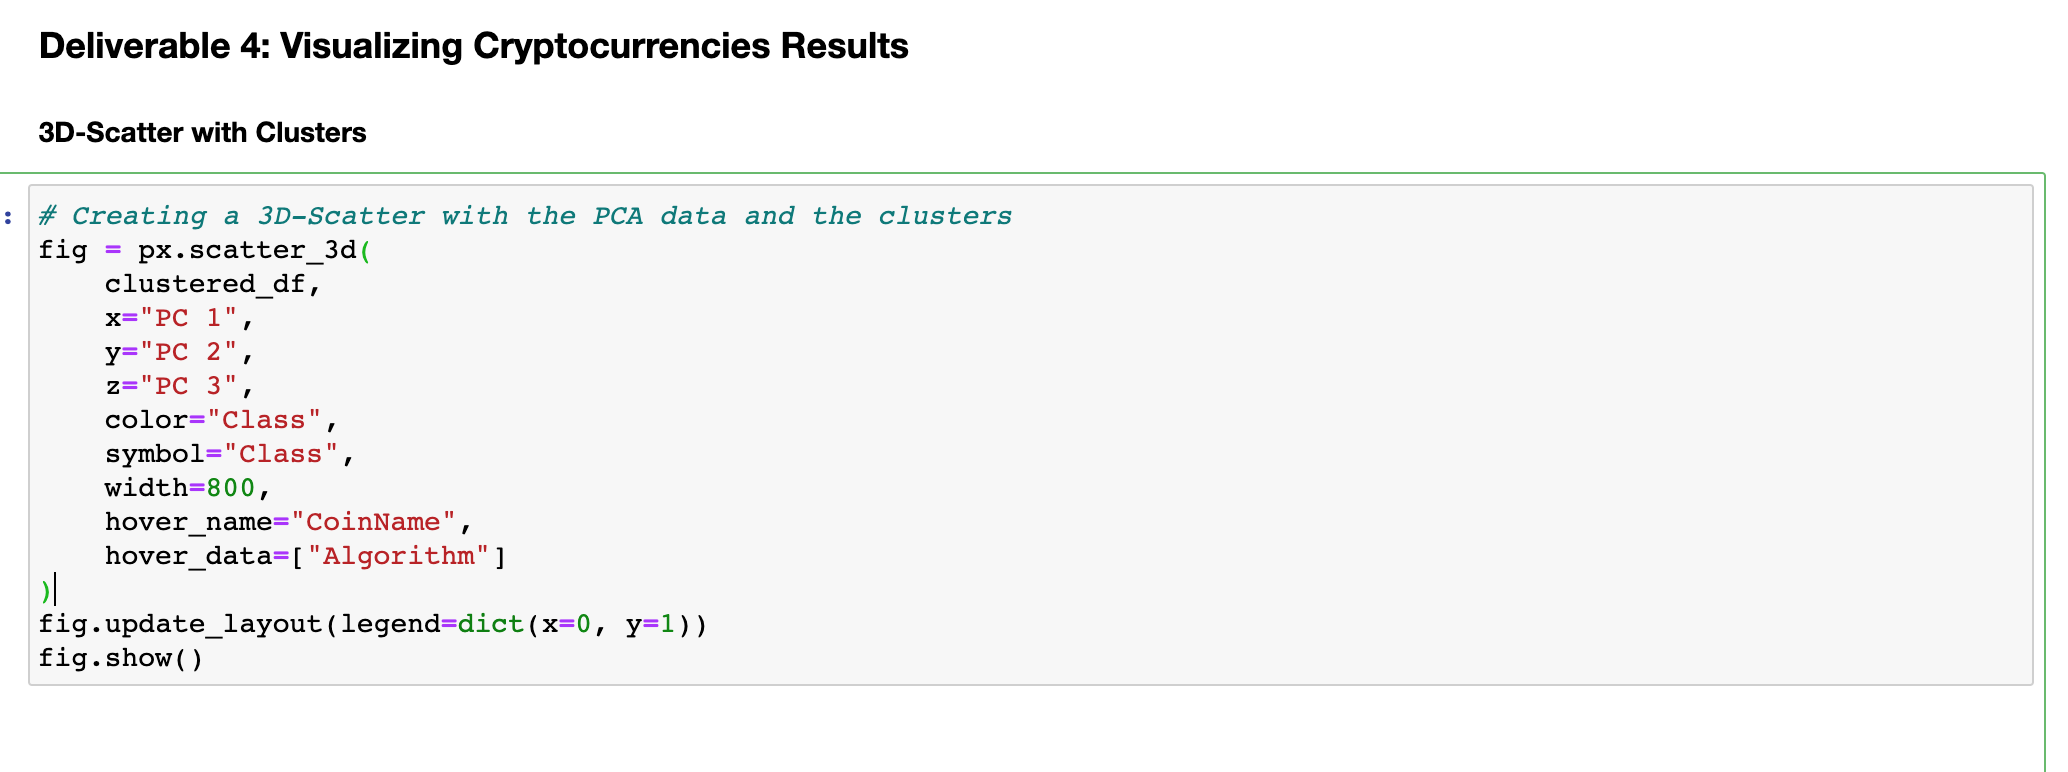 Deliverable 4: Visualizing Cryptocurrencies Results
3D-Scatter with Clusters
:
# Creating a 3D-Scatter with the PCA data and the clusters
fig = px.scatter_3d(
    clustered_df,
    x="PC 1",
    y="PC 2",
    z="PC 3",
    color="Class",
    symbol="Class",
    width=800,
    hover_name="CoinName",
    hover_data=["Algorithm"]
)
fig.update_layout(legend=dict(x=0, y=1))
fig.show()